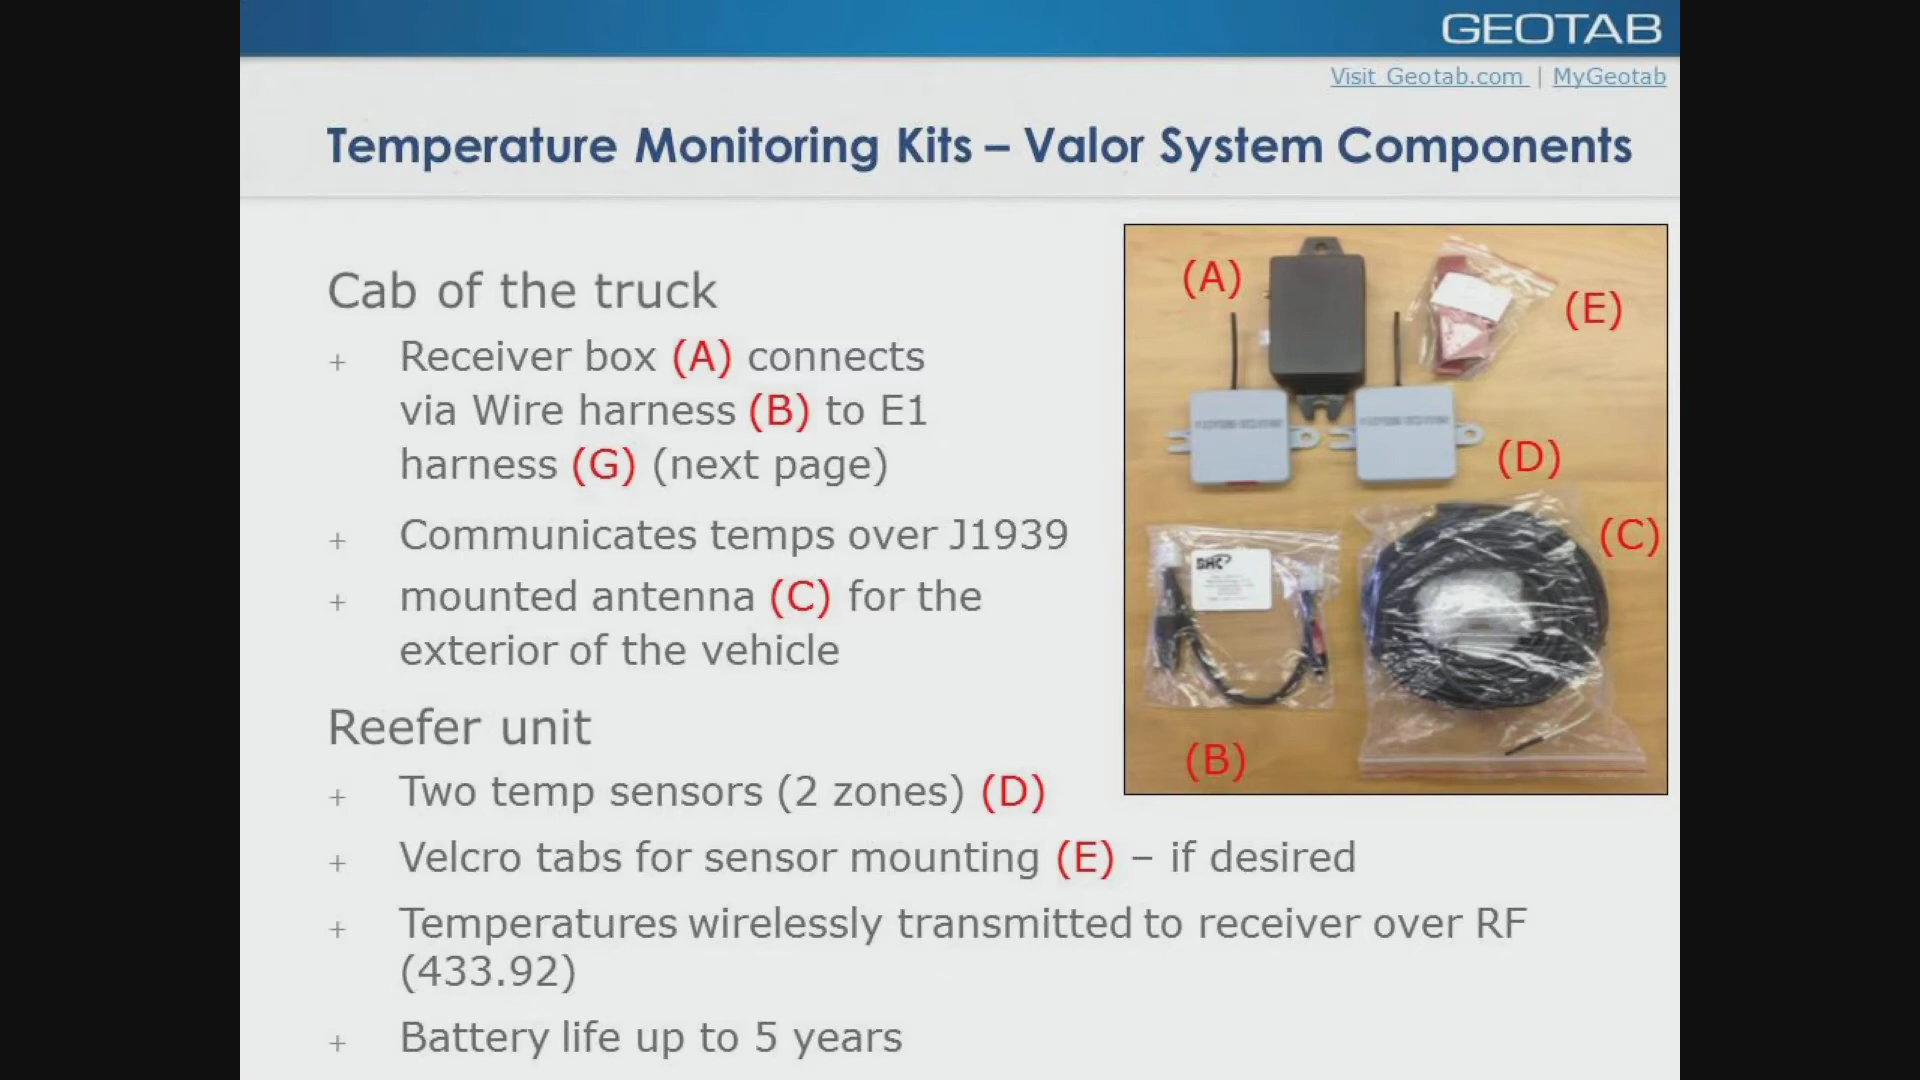 GEOTAB
Visit Geotab.com | MyGeotab
Temperature Monitoring Kits – Valor System Components
Cab of the truck
+ Receiver box (A) connects
via Wire harness (B) to E1
harness (G) (next page)
+ Communicates temps over J1939
+ mounted antenna (C) for the
exterior of the vehicle
Reefer unit
+ Two temp sensors (2 zones) (D)
+ Velcro tabs for sensor mounting (E) – if desired
+ Temperatures wirelessly transmitted to receiver over RF
(433.92)
+ Battery life up to 5 years
(A)
(E)
(D)
(C)
BHC
(B)